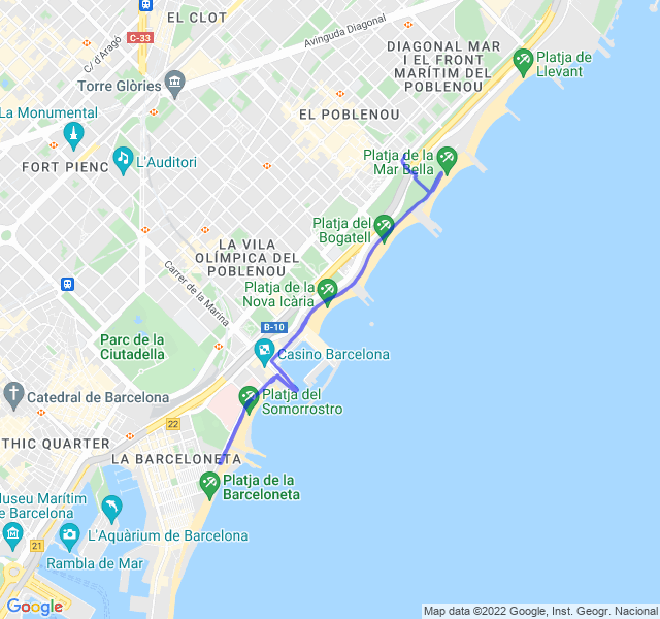 EL CLOT
C-33
C/ d'Aragó
Avinguda Diagonal
DIAGONAL MAR
I EL FRONT
MARÍTIM DEL
POBLENOU
Platja de
Llevant
Torre Glòries
La Monumental
EL POBLENOU
FORT PIENC
L'Auditori
Platja de la
Mar Bella
Platja del
Bogatell
LA VILA
OLÍMPICA DEL
POBLENOU
Carrer de la Marina
Platja de la
Nova Icària
B-10
Parc de la
Ciutadella
Casino Barcelona
Catedral de Barcelona
Platja del
Somorrostro
22
THIC QUARTER
LA BARCELONETA
Platja de la
Barceloneta
useu Marítim
e Barcelona
L'Aquàrium de Barcelona
21
Rambla de Mar
Google
Map data ©2022 Google, Inst. Geogr. Nacional